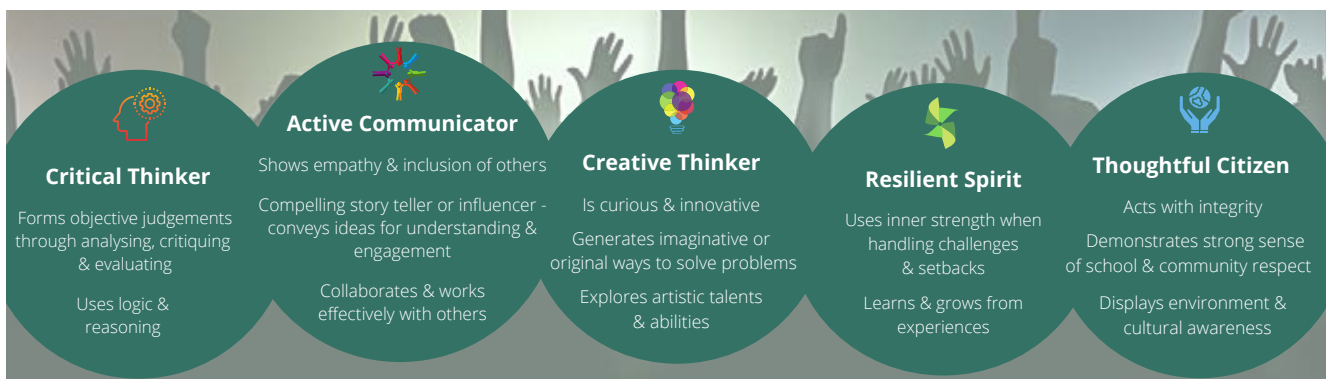 Critical Thinker
Forms objective judgements
through analysing, critiquing
& evaluating
Uses logic &
reasoning
Active Communicator
Shows empathy & inclusion of others
Compelling story teller or influencer -
conveys ideas for understanding &
engagement
Collaborates & works
effectively with others
Creative Thinker
Is curious & innovative
Generates imaginative or
original ways to solve problems
Explores artistic talents
& abilities
Resilient Spirit
Uses inner strength when
handling challenges
& setbacks
Learns & grows from
experiences
Thoughtful Citizen
Acts with integrity
Demonstrates strong sense
of school & community respect
Displays environment &
cultural awareness